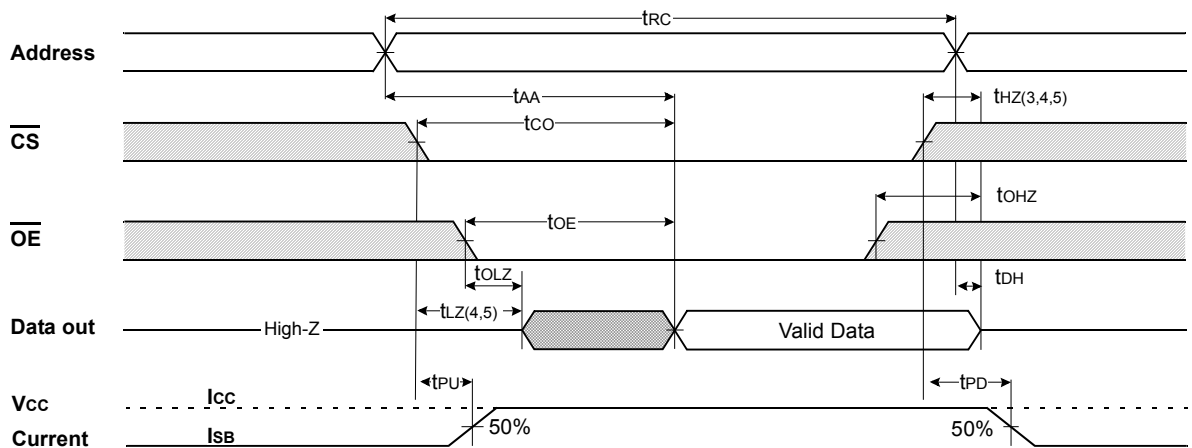 tRC
Address
tAA
tHZ(3,4,5)
CS
tCO
tOHZ
OE
tOE
tOLZ
tDH
tLZ(4,5)
Data out
High-Z
Valid Data
tPU
tPD
VCC
ICC
50%
50%
Current
ISB